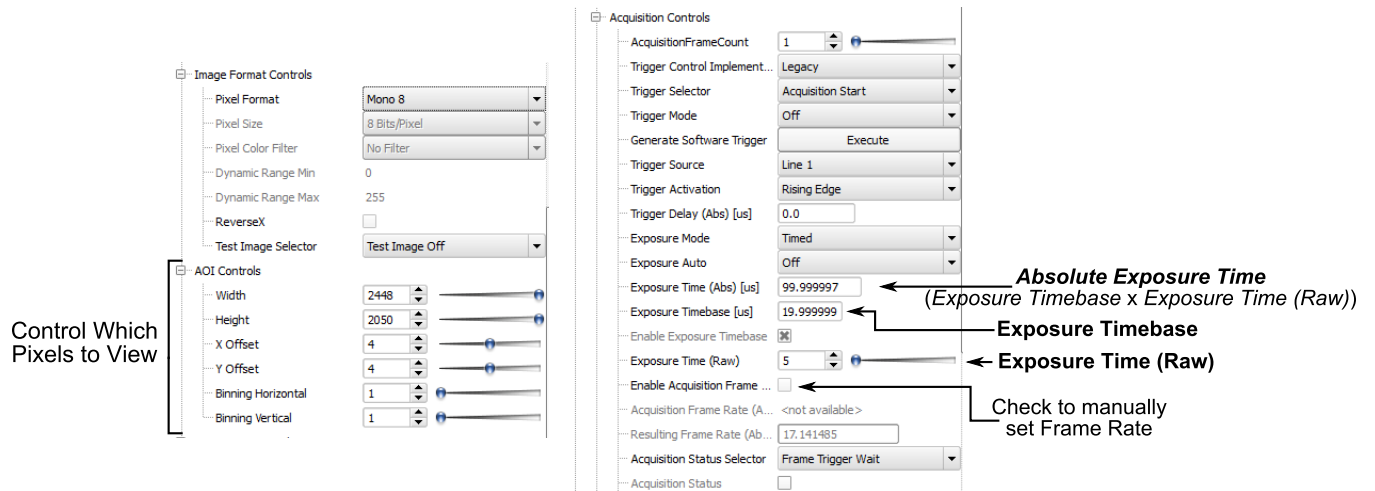 Control Which
Pixels to View
Image Format Controls
Pixel Format Mono 8
Pixel Size 8 Bits/Pixel
Pixel Color Filter No Filter
Dynamic Range Min 0
Dynamic Range Max 255
ReverseX
Test Image Selector Test Image Off
AOI Controls
Width 2448
Height 2050
X Offset 4
Y Offset 4
Binning Horizontal 1
Binning Vertical 1
Acquisition Controls
AcquisitionFrameCount 1
Trigger Control Implement... Legacy
Trigger Selector Acquisition Start
Trigger Mode Off
Generate Software Trigger Execute
Trigger Source Line 1
Trigger Activation Rising Edge
Trigger Delay (Abs) [us] 0.0
Exposure Mode Timed
Exposure Auto Off
Exposure Time (Abs) [us] 99.999997
Exposure Timebase [us] 19.999999
Enable Exposure Timebase
Exposure Time (Raw) 5
Enable Acquisition Frame ...
Acquisition Frame Rate (A... <not available>
Resulting Frame Rate (Ab... 17.141485
Acquisition Status Selector Frame Trigger Wait
Acquisition Status
Absolute Exposure Time
(Exposure Timebase x Exposure Time (Raw))
Exposure Timebase
Exposure Time (Raw)
Check to manually
set Frame Rate